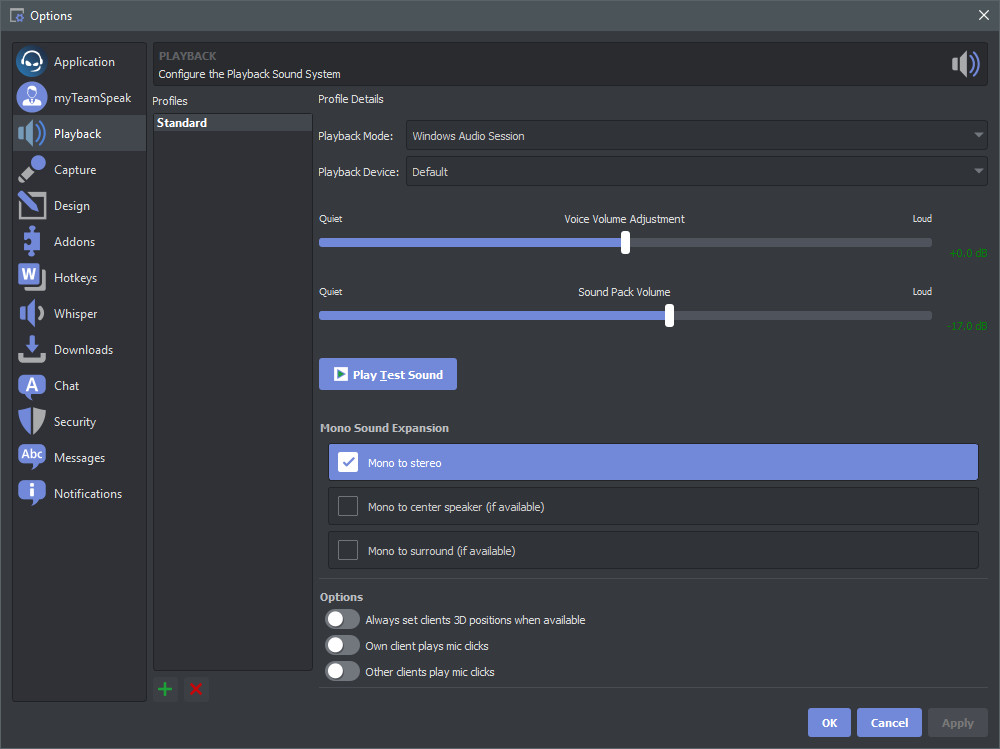 Options
Application
myTeamSpeak
Playback
Capture
Design
Addons
Hotkeys
Whisper
Downloads
Chat
Security
Messages
Notifications
W
A
Abc
i
PLAYBACK
Configure the Playback Sound System
Profiles
Standard
Profile Details
Playback Mode: Windows Audio Session
Playback Device: Default
Quiet Voice Volume Adjustment Loud
+0.0 dB
Quiet Sound Pack Volume Loud
-17.0 dB
Play Test Sound
Mono Sound Expansion
Mono to stereo
Mono to center speaker (if available)
Mono to surround (if available)
Options
Always set clients 3D positions when available
Own client plays mic clicks
Other clients play mic clicks
OK Cancel Apply